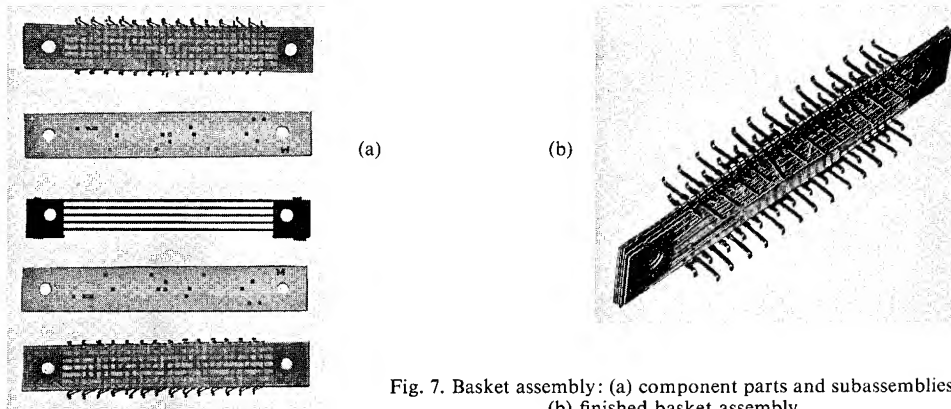 (a)
(b)
Fig. 7. Basket assembly: (a) component parts and subassemblies
(b) finished basket assembly